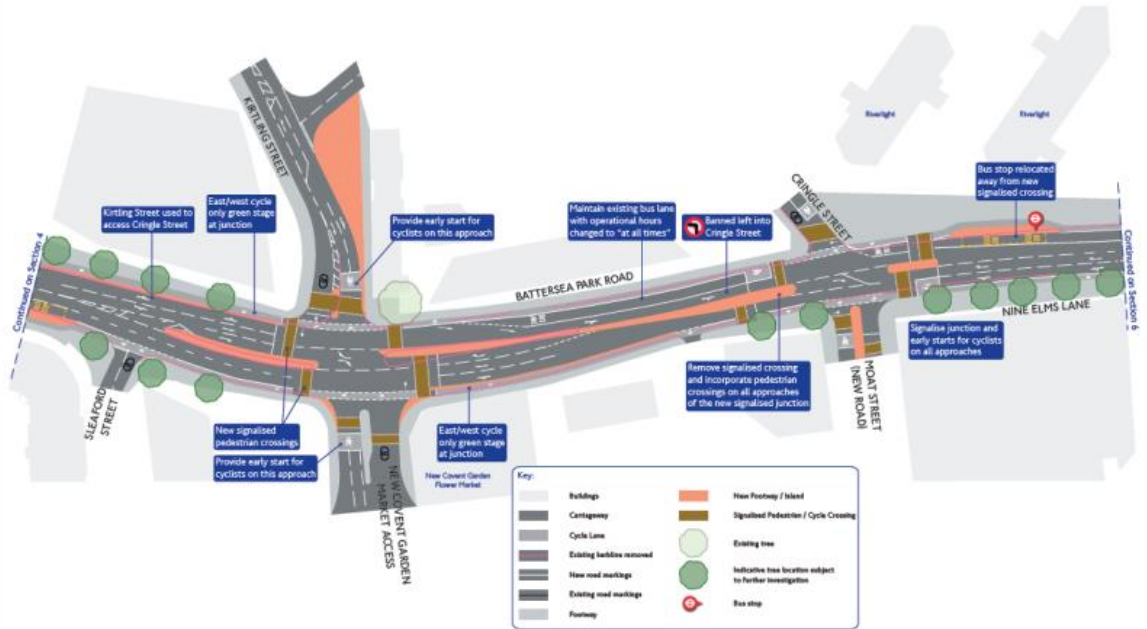 Riverlight
Riverlight
KIRTLING STREET
CRINGLE STREET
Bus stop relocated
away from new
signalised crossing
Kirtling Street used to
access Cringle Street
East/west cycle
only green stage
at junction
Provide early start for
cyclists on this approach
Maintain existing bus lane
with operational hours
changed to "at all times"
Banned left into
Cringle Street
Continued on Section 4
Continued on Section 6
BATTERSEA PARK ROAD
NINE ELMS LANE
SLEAFORD
STREET
New signalised
pedestrian crossings
Provide early start for
cyclists on this approach
East/west cycle
only green stage
at junction
Remove signalised crossing
and incorporate pedestrian
crossings on all approaches
of the new signalised junction
MOAT STREET
(NEW ROAD)
Signalise junction and
early starts for cyclists
on all approaches
NEW COVENT GARDEN
MARKET ACCESS
New Covent Garden
Flower Market
Key:
Buildings
Carriageway
Cycle Lane
Existing kerbline removed
New road markings
Existing road markings
Footway
New Footway / Island
Signalised Pedestrian / Cycle Crossing
Existing tree
Indicative tree location subject
to further investigation
Bus stop